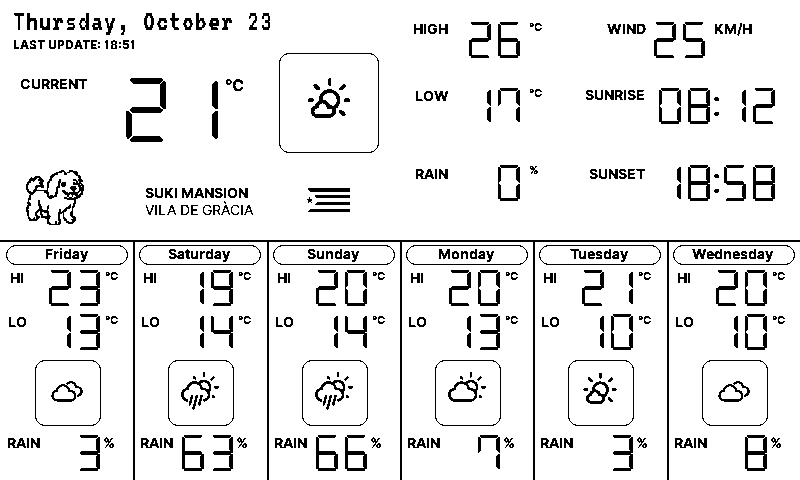 Thursday, October 23
LAST UPDATE: 18:51
CURRENT 21 °C
SUKI MANSION
VILA DE GRÀCIA
HIGH 26 °C
LOW 17 °C
RAIN 0 %
WIND 25 KM/H
SUNRISE 08:12
SUNSET 18:58
Friday
HI 23 °C
LO 13 °C
RAIN 3 %
Saturday
HI 19 °C
LO 14 °C
RAIN 63 %
Sunday
HI 20 °C
LO 14 °C
RAIN 66 %
Monday
HI 20 °C
LO 13 °C
RAIN 7 %
Tuesday
HI 21 °C
LO 10 °C
RAIN 3 %
Wednesday
HI 20 °C
LO 10 °C
RAIN 8 %